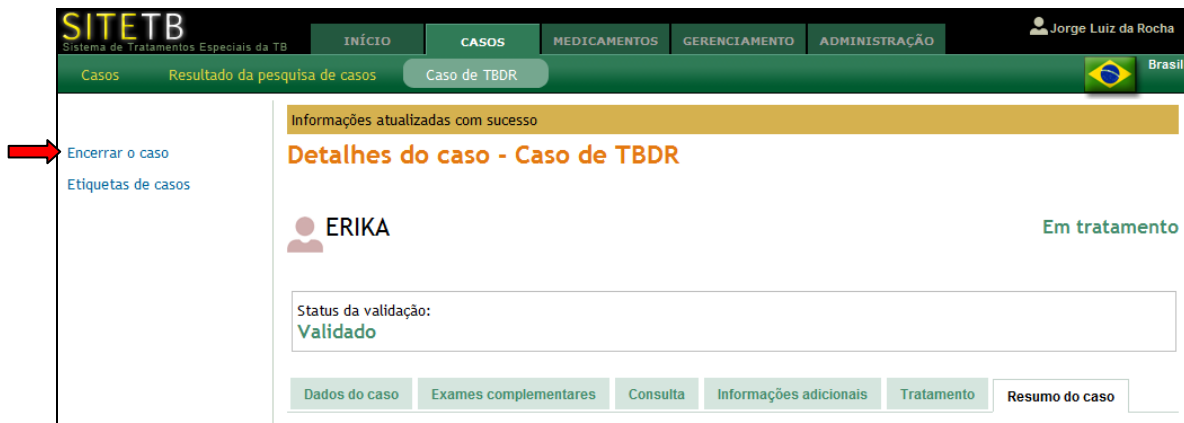 SITETB
Sistema de Tratamentos Especiais da TB
INÍCIO CASOS MEDICAMENTOS GERENCIAMENTO ADMINISTRAÇÃO
Jorge Luiz da Rocha
Casos Resultado da pesquisa de casos Caso de TBDR
Brasil
Informações atualizadas com sucesso
Encerrar o caso
Detalhes do caso - Caso de TBDR
Etiquetas de casos
ERIKA
Em tratamento
Status da validação:
Validado
Dados do caso Exames complementares Consulta Informações adicionais Tratamento Resumo do caso